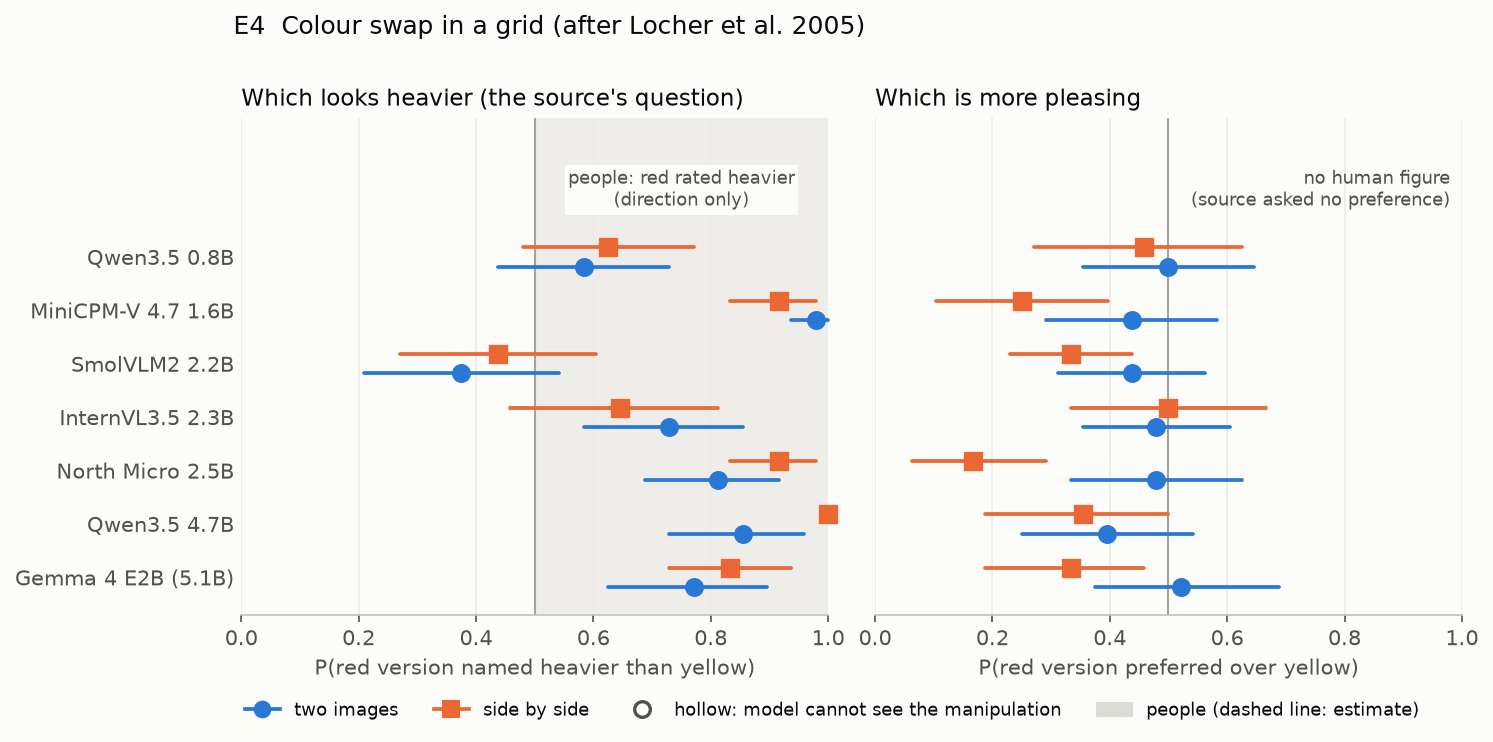 E4  Colour swap in a grid (after Locher et al. 2005)
Which looks heavier (the source's question)
Which is more pleasing
people: red rated heavier
(direction only)
no human figure
(source asked no preference)
Qwen3.5 0.8B
MiniCPM-V 4.7 1.6B
SmolVLM2 2.2B
InternVL3.5 2.3B
North Micro 2.5B
Qwen3.5 4.7B
Gemma 4 E2B (5.1B)
0.0 0.2 0.4 0.6 0.8 1.0
0.0 0.2 0.4 0.6 0.8 1.0
P(red version named heavier than yellow)
P(red version preferred over yellow)
two images
side by side
hollow: model cannot see the manipulation
people (dashed line: estimate)